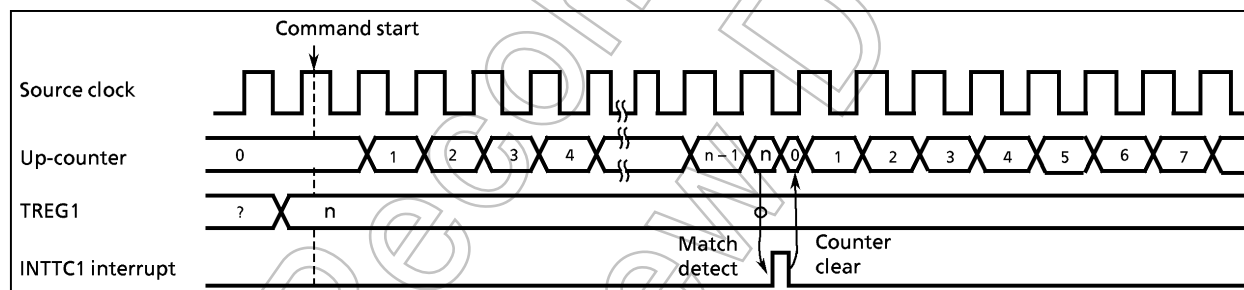 Command start
Source clock
Up-counter 0 1 2 3 4 n – 1 n 0 1 2 3 4 5 6 7
TREG1 ? n
Match detect
Counter clear
INTTC1 interrupt